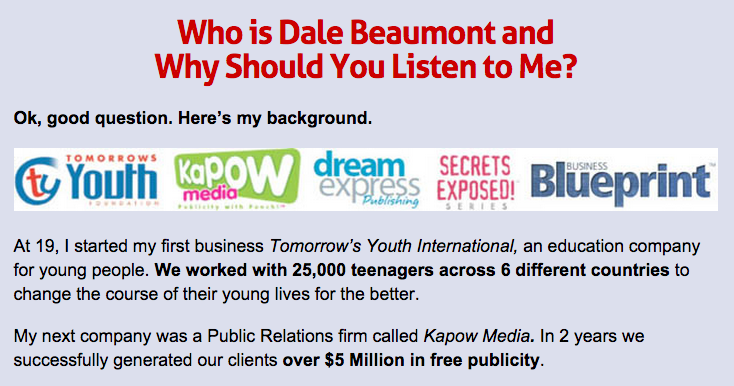 Who is Dale Beaumont and
Why Should You Listen to Me?
Ok, good question. Here's my background.
TOMORROWS
ty Youth
FOUNDATION
KaPOW
media
Publicity with Punch!
dream
express
Publishing
SECRETS
EXPOSED!
SERIES
BUSINESS
Blueprint™
At 19, I started my first business Tomorrow's Youth International, an education company
for young people. We worked with 25,000 teenagers across 6 different countries to
change the course of their young lives for the better.
My next company was a Public Relations firm called Kapow Media. In 2 years we
successfully generated our clients over $5 Million in free publicity.